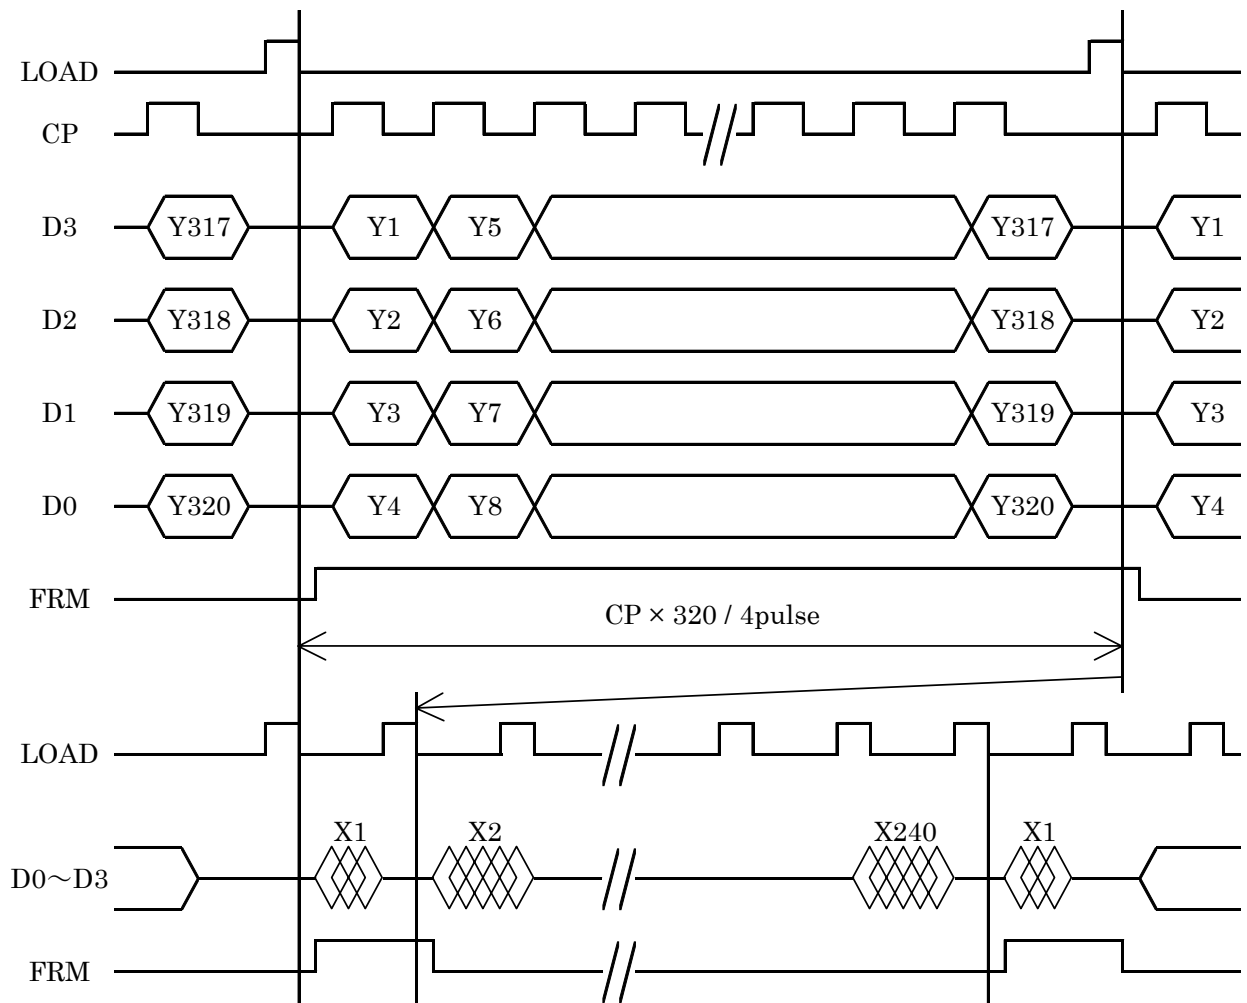 LOAD
CP
D3 Y317 Y1 Y5 Y317 Y1
D2 Y318 Y2 Y6 Y318 Y2
D1 Y319 Y3 Y7 Y319 Y3
D0 Y320 Y4 Y8 Y320 Y4
FRM
CP × 320 / 4pulse
LOAD
X1 X2 X240 X1
D0～D3
FRM